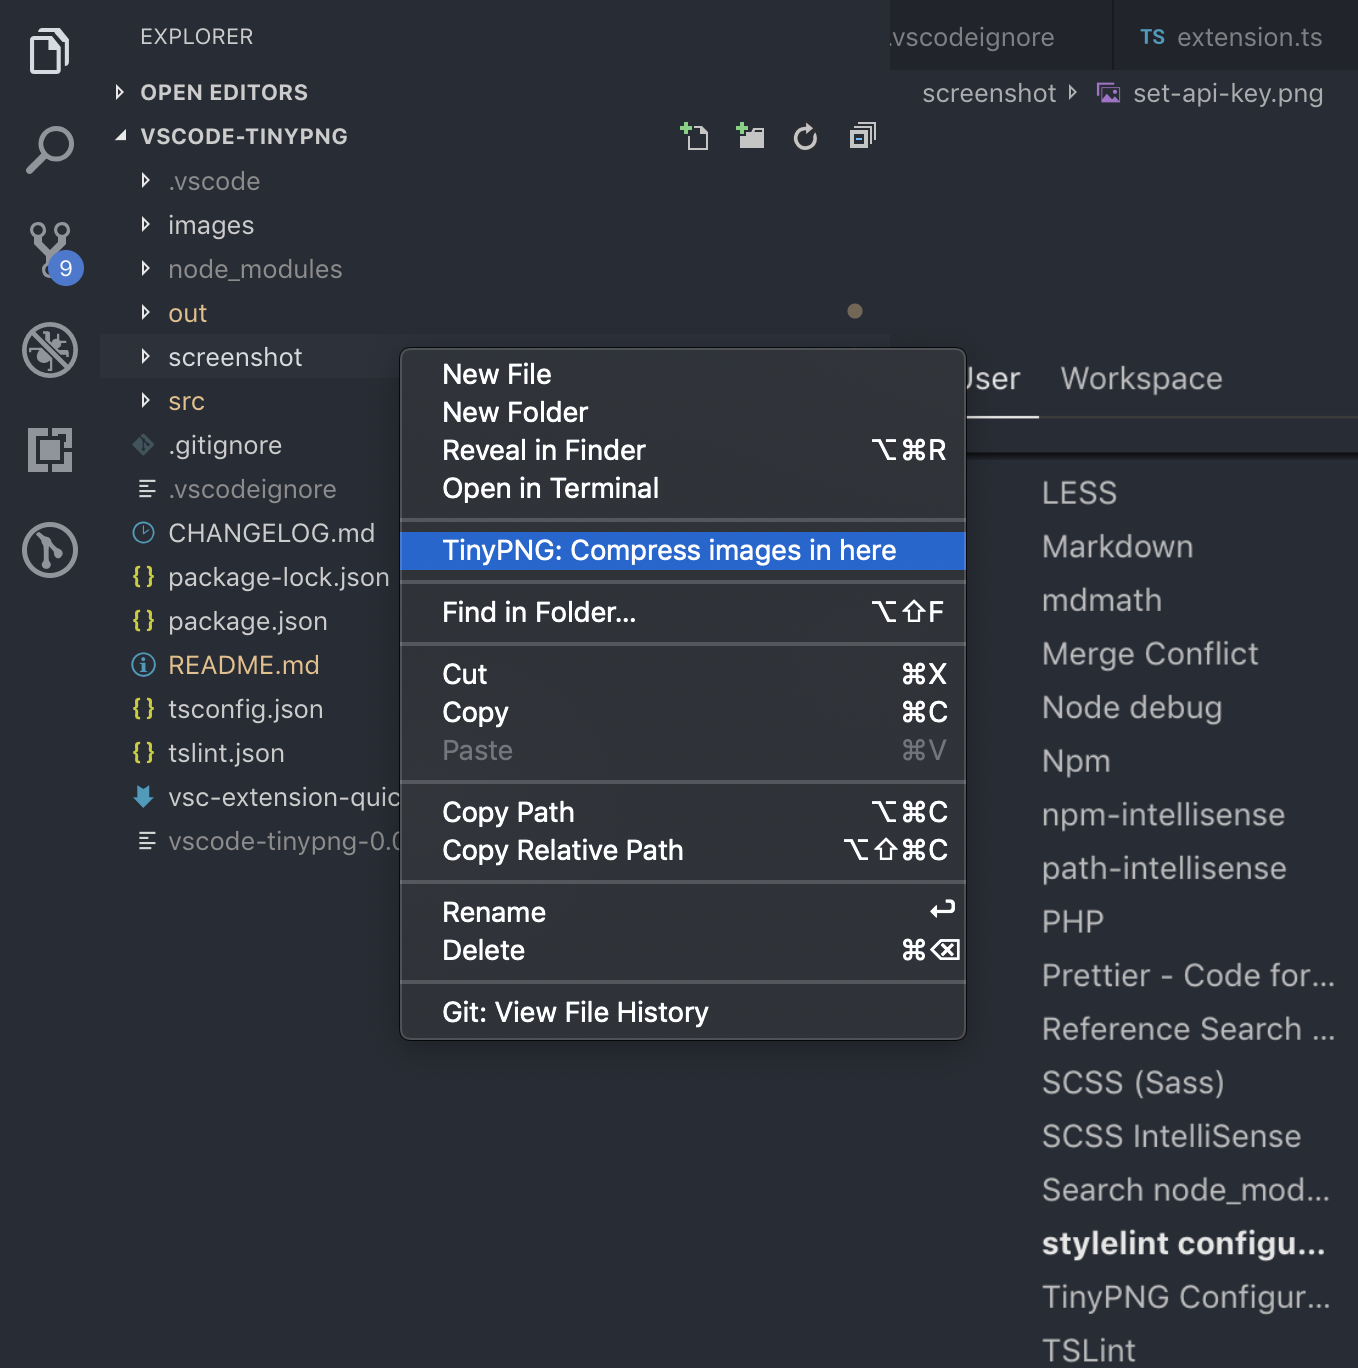 EXPLORER
OPEN EDITORS
VSCODE-TINYPNG
.vscode
images
node_modules
out
screenshot
src
.gitignore
.vscodeignore
CHANGELOG.md
{} package-lock.json
{} package.json
README.md
{} tsconfig.json
{} tslint.json
vsc-extension-quic
vscode-tinypng-0.0
9
New File
New Folder
Reveal in Finder ⌥⌘R
Open in Terminal
TinyPNG: Compress images in here
Find in Folder... ⌥⇧F
Cut ⌘X
Copy ⌘C
Paste ⌘V
Copy Path ⌥⌘C
Copy Relative Path ⌥⇧⌘C
Rename ↩
Delete ⌘⌫
Git: View File History
.vscodeignore
TS extension.ts
screenshot set-api-key.png
User Workspace
LESS
Markdown
mdmath
Merge Conflict
Node debug
Npm
npm-intellisense
path-intellisense
PHP
Prettier - Code for...
Reference Search ...
SCSS (Sass)
SCSS IntelliSense
Search node_mod...
stylelint configu...
TinyPNG Configur...
TSLint